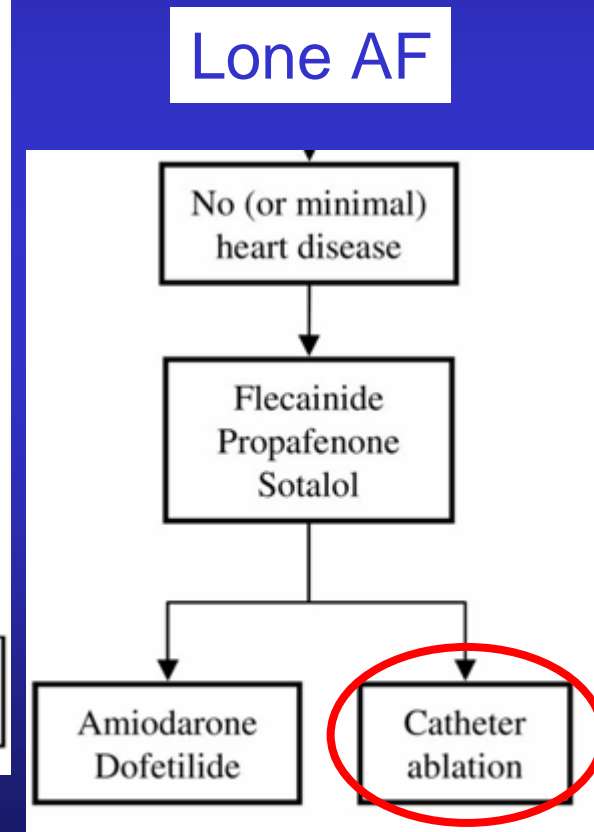 Lone AF
No (or minimal)
heart disease
Flecainide
Propafenone
Sotalol
Amiodarone
Dofetilide
Catheter
ablation